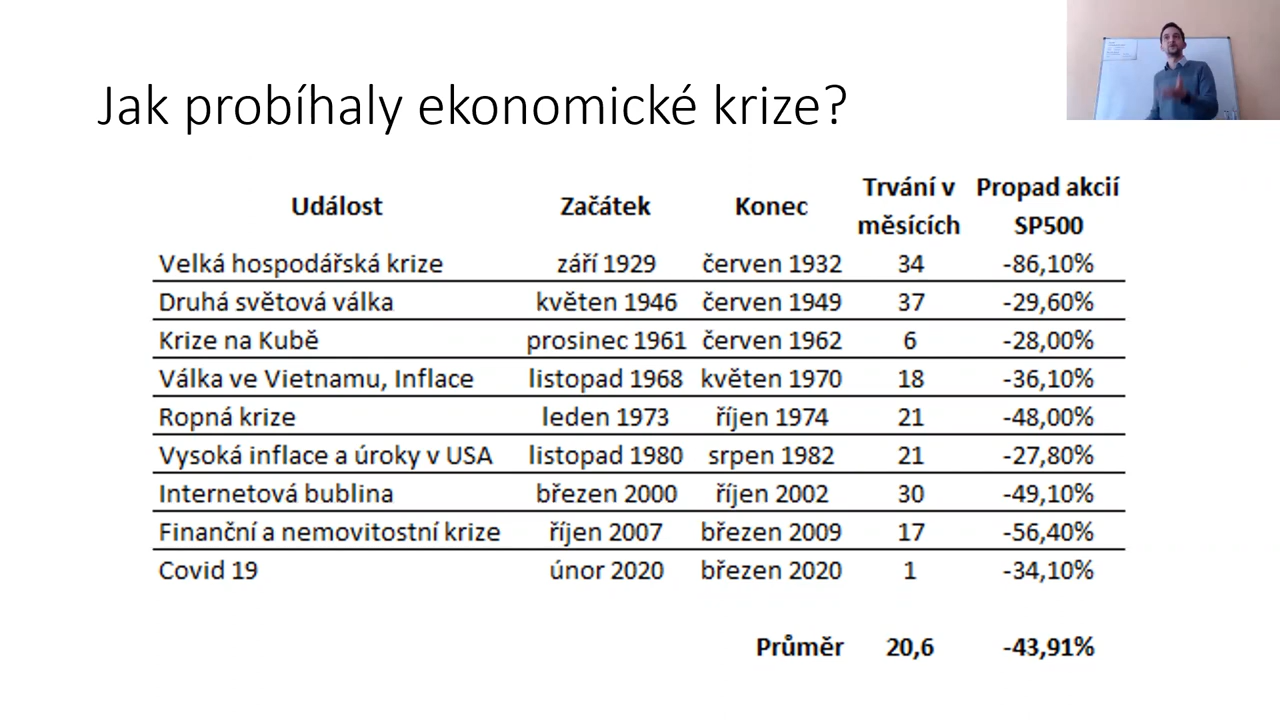 Jak probíhaly ekonomické krize?
Událost Začátek Konec Trvání v měsících Propad akcií SP500
Velká hospodářská krize září 1929 červen 1932 34 -86,10%
Druhá světová válka květen 1946 červen 1949 37 -29,60%
Krize na Kubě prosinec 1961 červen 1962 6 -28,00%
Válka ve Vietnamu, Inflace listopad 1968 květen 1970 18 -36,10%
Ropná krize leden 1973 říjen 1974 21 -48,00%
Vysoká inflace a úroky v USA listopad 1980 srpen 1982 21 -27,80%
Internetová bublina březen 2000 říjen 2002 30 -49,10%
Finanční a nemovitostní krize říjen 2007 březen 2009 17 -56,40%
Covid 19 únor 2020 březen 2020 1 -34,10%
Průměr 20,6 -43,91%